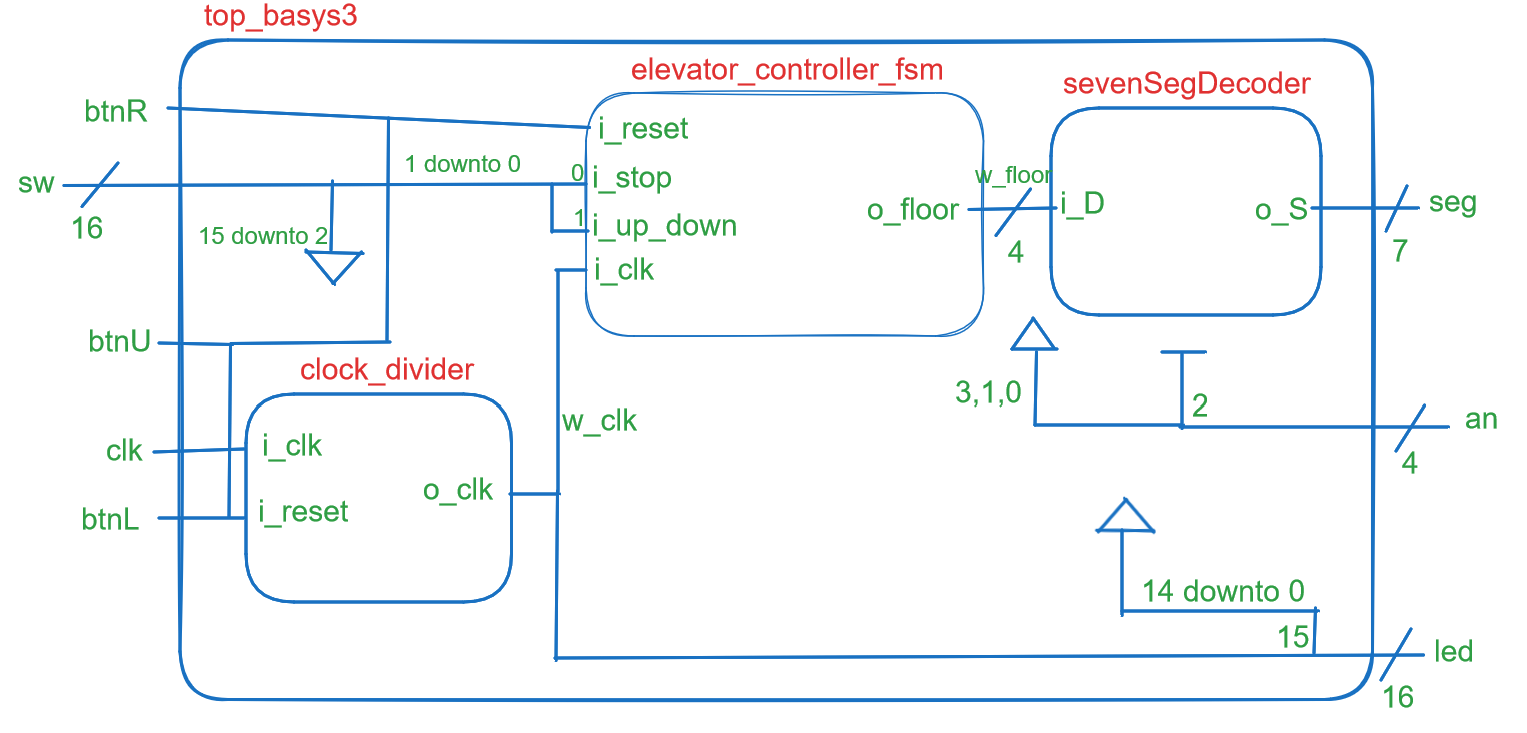 top_basys3
elevator_controller_fsm
sevenSegDecoder
btnR
i_reset
1 downto 0
0
i_stop
w_floor
sw
16
15 downto 2
1
i_up_down
o_floor
4
i_D
o_S
seg
7
i_clk
btnU
clock_divider
w_clk
3,1,0
2
an
4
clk
i_clk
o_clk
btnL
i_reset
14 downto 0
15
led
16